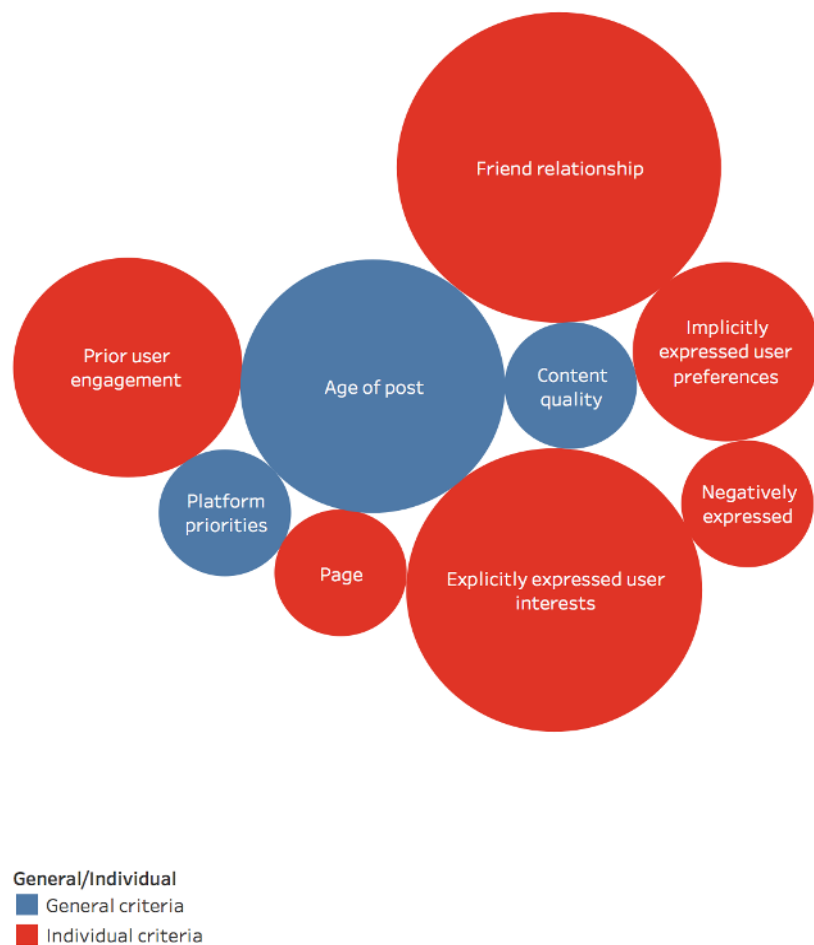 Friend relationship
Implicitly
expressed user
preferences
Prior user
engagement
Age of post
Content
quality
Negatively
expressed
Platform
priorities
Page
Explicitly expressed user
interests
General/Individual
General criteria
Individual criteria